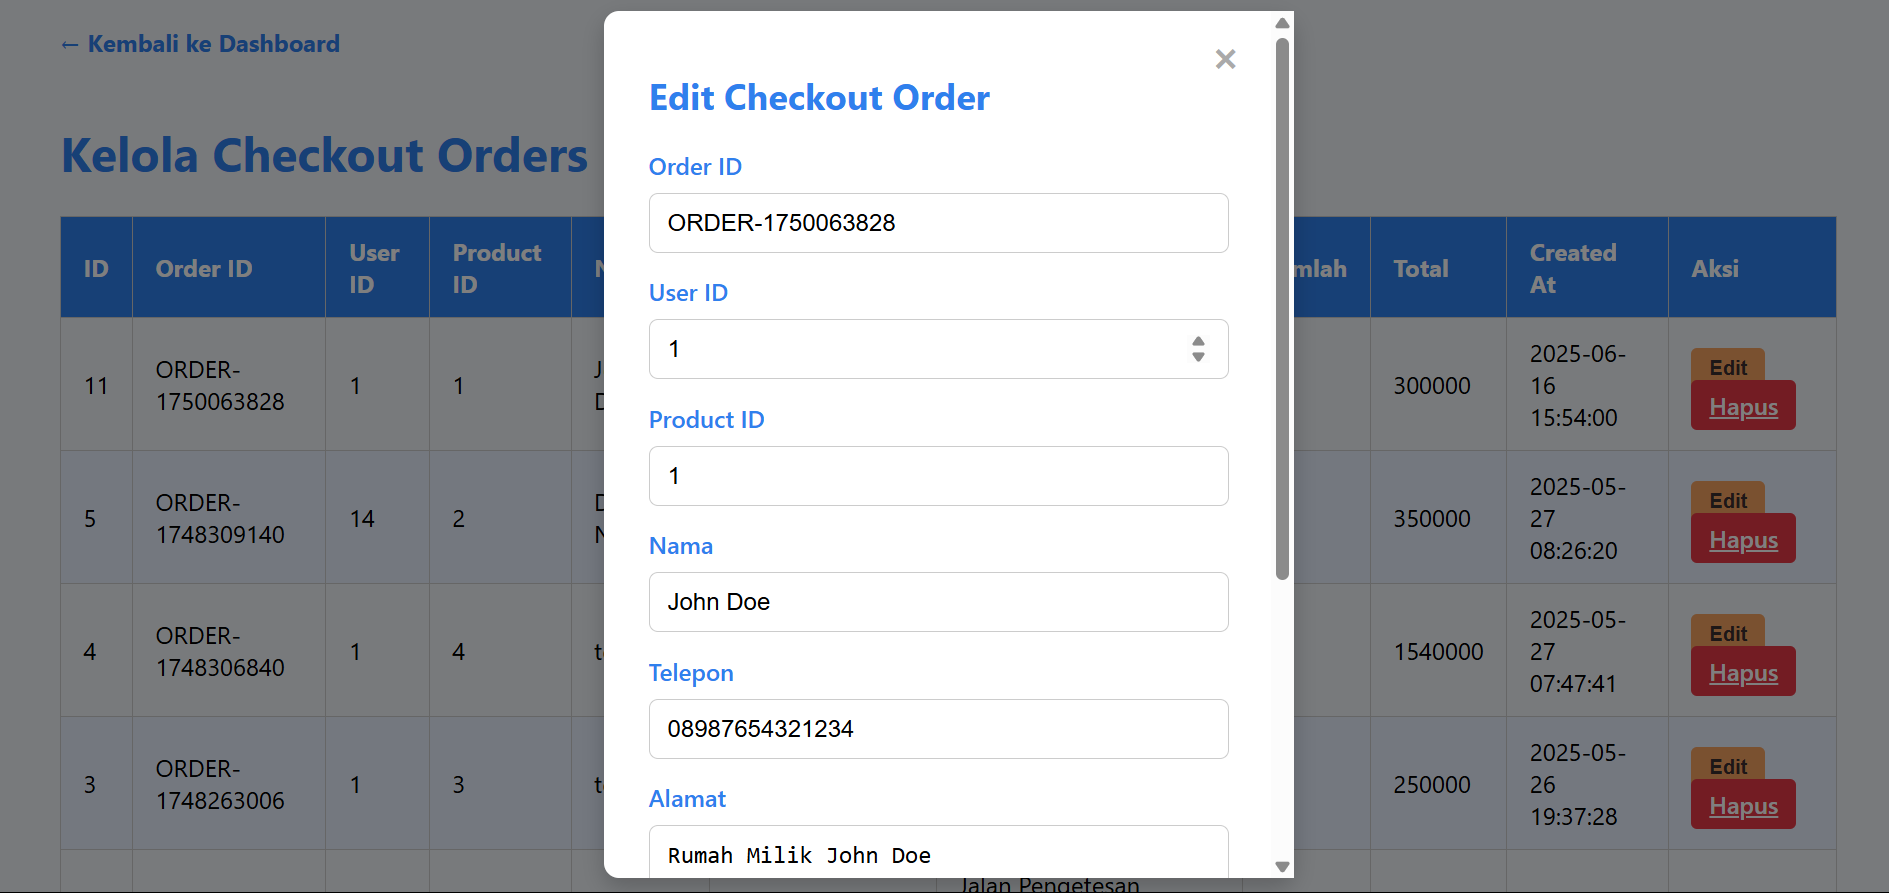 ← Kembali ke Dashboard
Kelola Checkout Orders
ID Order ID User ID Product ID Total Created At Aksi
11 ORDER-1750063828 1 1 300000 2025-06-16 15:54:00 Edit Hapus
5 ORDER-1748309140 14 2 350000 2025-05-27 08:26:20 Edit Hapus
4 ORDER-1748306840 1 4 1540000 2025-05-27 07:47:41 Edit Hapus
3 ORDER-1748263006 1 3 250000 2025-05-26 19:37:28 Edit Hapus
Jalan Pengetesan
×
Edit Checkout Order
Order ID
ORDER-1750063828
User ID
1
Product ID
1
Nama
John Doe
Telepon
08987654321234
Alamat
Rumah Milik John Doe